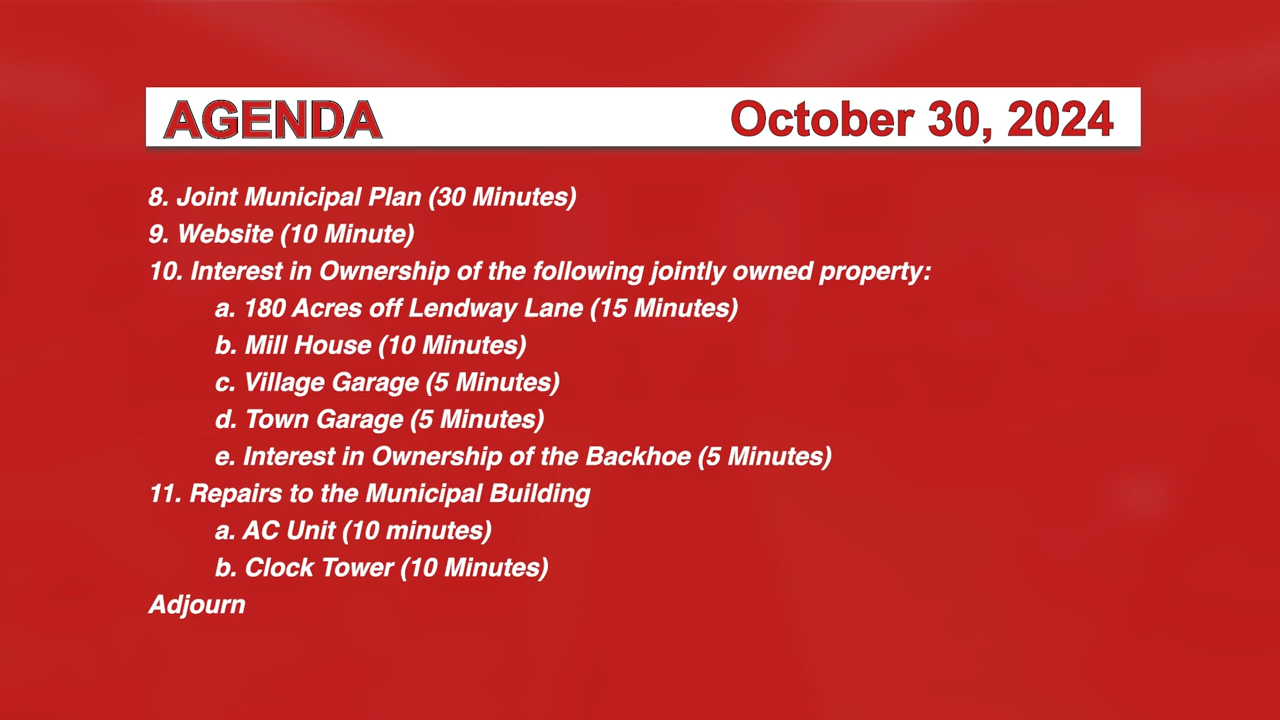 AGENDA October 30, 2024
8. Joint Municipal Plan (30 Minutes)
9. Website (10 Minute)
10. Interest in Ownership of the following jointly owned property:
a. 180 Acres off Lendway Lane (15 Minutes)
b. Mill House (10 Minutes)
c. Village Garage (5 Minutes)
d. Town Garage (5 Minutes)
e. Interest in Ownership of the Backhoe (5 Minutes)
11. Repairs to the Municipal Building
a. AC Unit (10 minutes)
b. Clock Tower (10 Minutes)
Adjourn